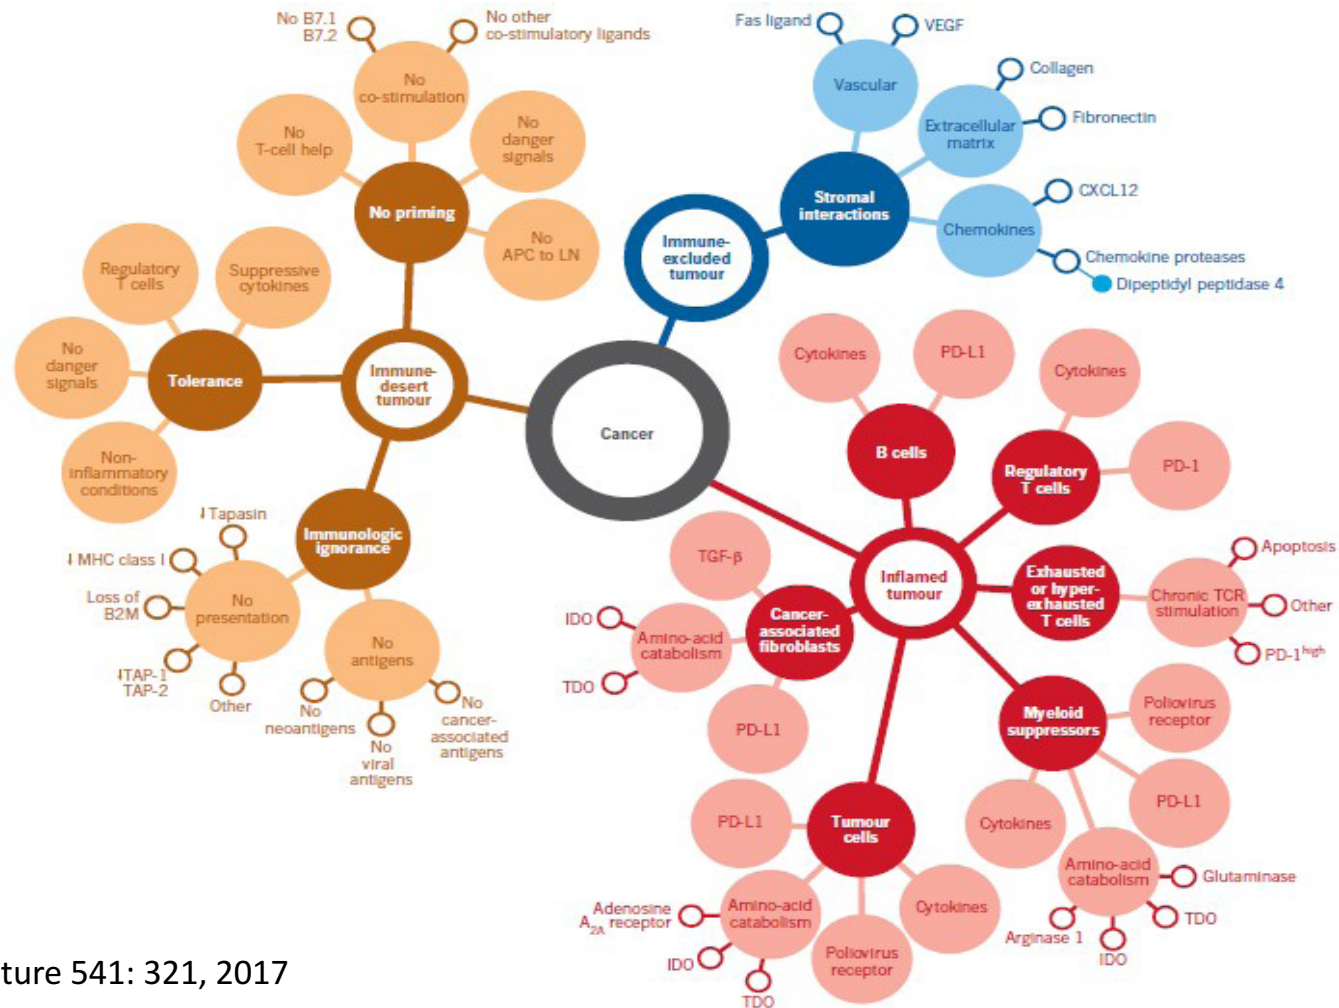 No B7.1
B7.2
No other
co-stimulatory ligands
No
co-stimulation
No
T-cell help
No
danger
signals
No priming
No
APC to LN
Regulatory
T cells
Suppressive
cytokines
No
danger
signals
Tolerance
Non-
inflammatory
conditions
Immune-
desert
tumour
Immunologic
ignorance
↓Tapasin
↓MHC class I
Loss of
B2M
↓TAP-1
TAP-2
Other
No
presentation
No
antigens
No
neoantigens
No
viral
antigens
No
cancer-
associated
antigens
Cancer
Immune-
excluded
tumour
Stromal
interactions
Fas ligand
VEGF
Vascular
Collagen
Extracellular
matrix
Fibronectin
CXCL12
Chemokines
Chemokine proteases
Dipeptidyl peptidase 4
Inflamed
tumour
Cytokines
PD-L1
B cells
Cytokines
Regulatory
T cells
PD-1
Exhausted
or hyper-
exhausted
T cells
Chronic TCR
stimulation
Apoptosis
Other
PD-1high
TGF-β
Cancer-
associated
fibroblasts
IDO
Amino-acid
catabolism
TDO
PD-L1
Myeloid
suppressors
Poliovirus
receptor
PD-L1
Cytokines
Amino-acid
catabolism
Glutaminase
TDO
IDO
Arginase 1
Tumour
cells
PD-L1
Amino-acid
catabolism
Adenosine
A2A receptor
IDO
TDO
Poliovirus
receptor
Cytokines
ture 541: 321, 2017